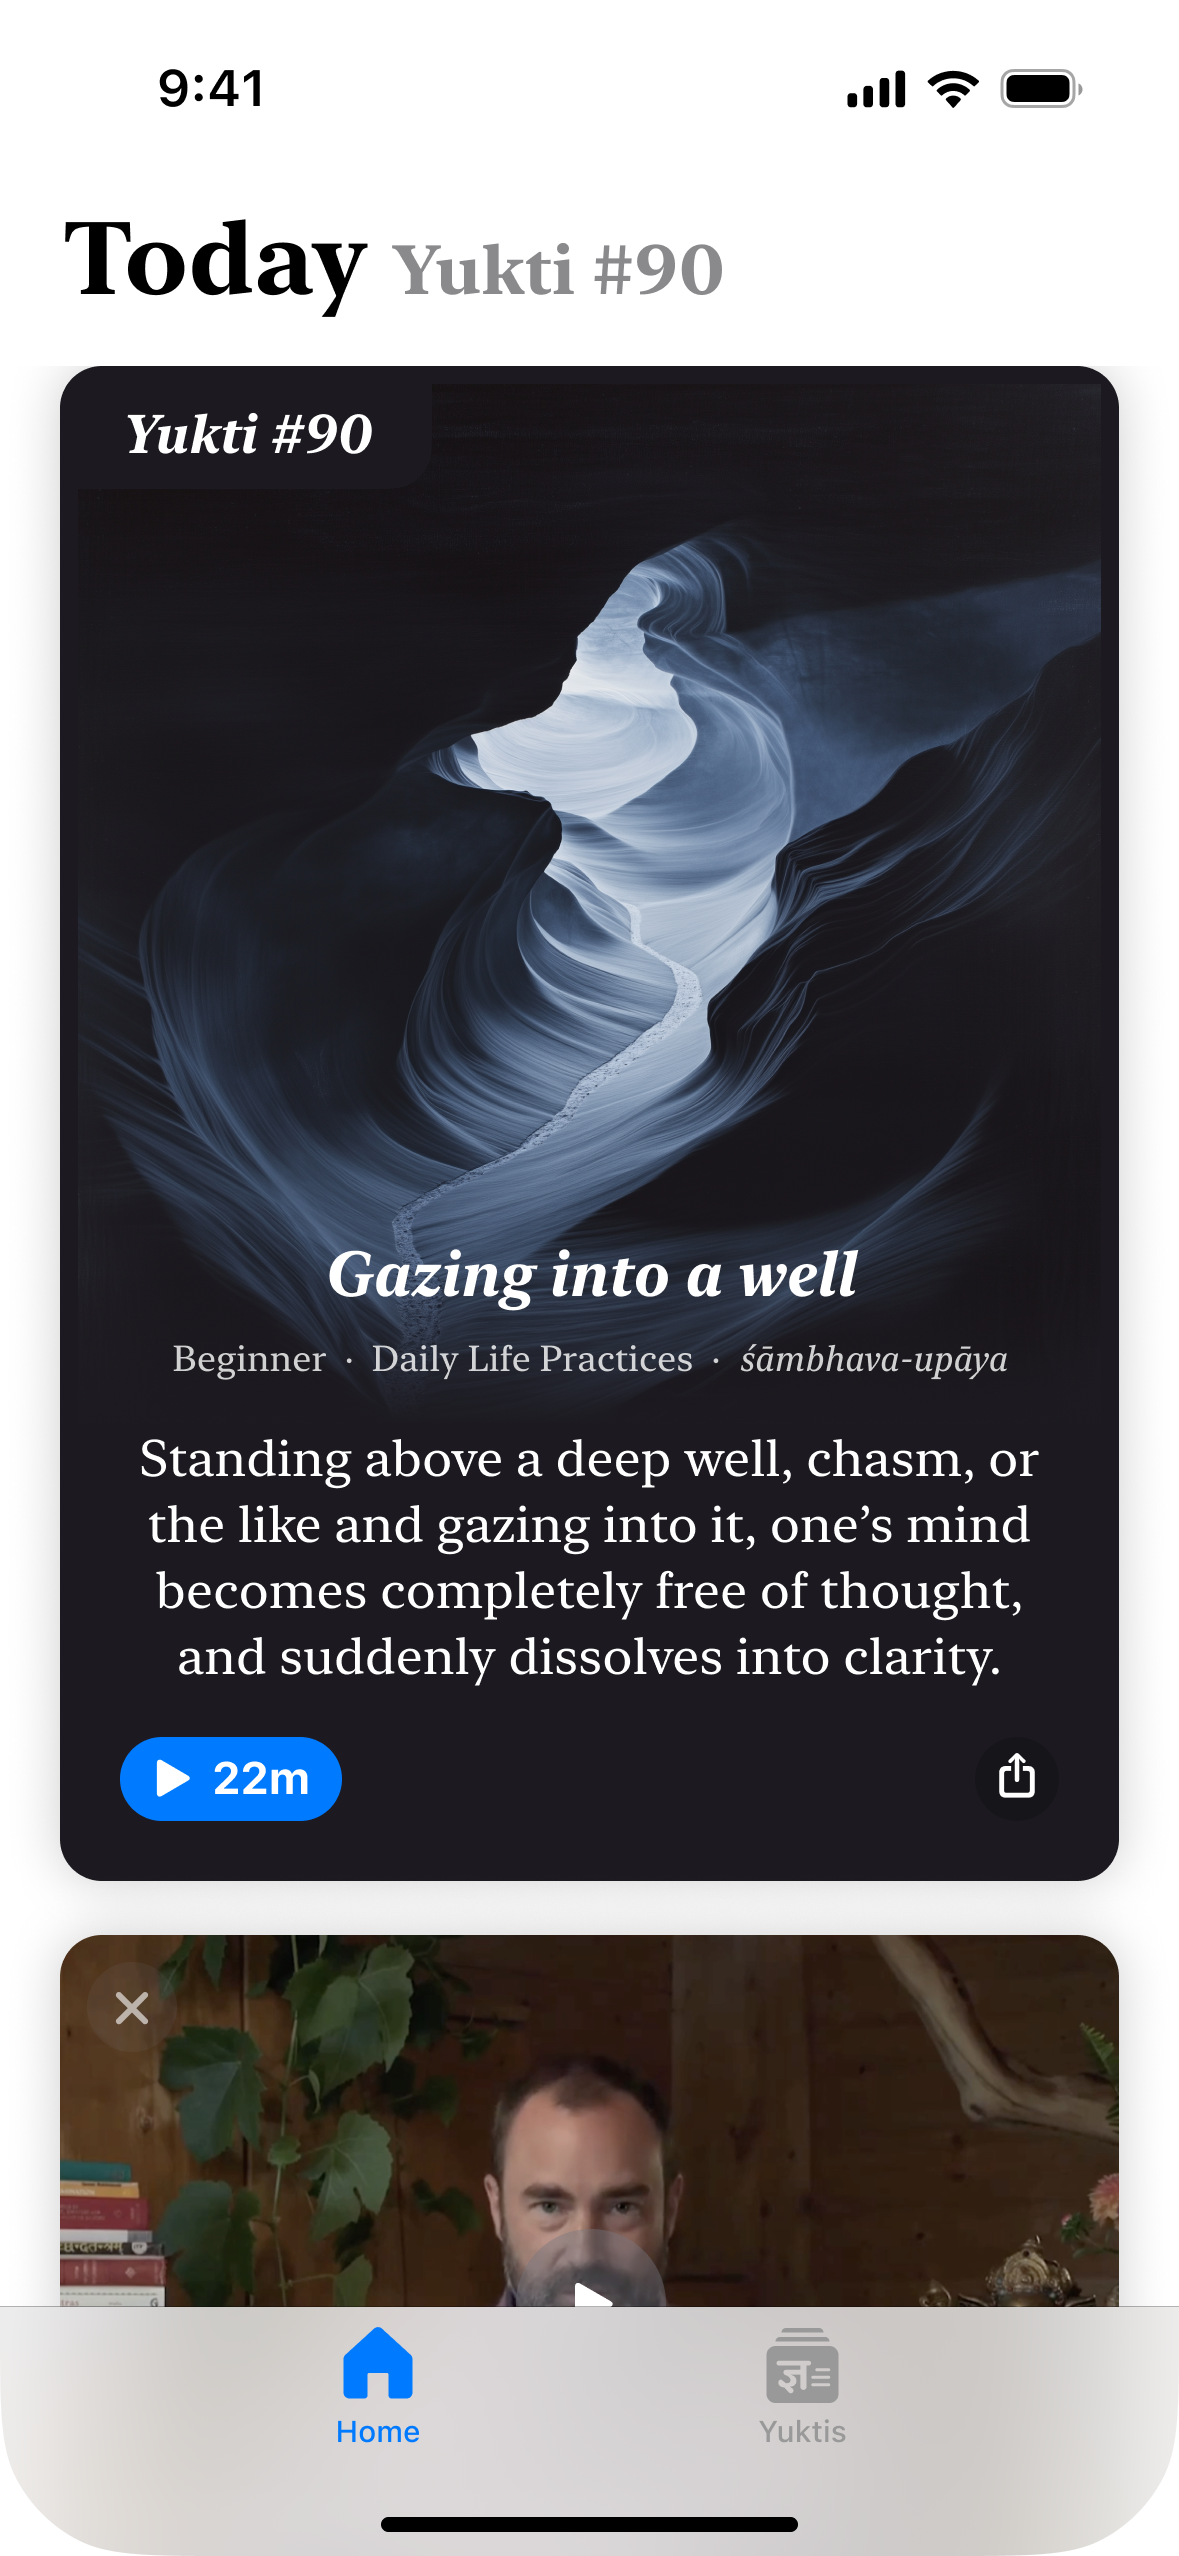 9:41
Today Yukti #90
Yukti #90
Gazing into a well
Beginner · Daily Life Practices · śāmbhava-upāya
Standing above a deep well, chasm, or
the like and gazing into it, one’s mind
becomes completely free of thought,
and suddenly dissolves into clarity.
22m
ज्ञ
Home
Yuktis